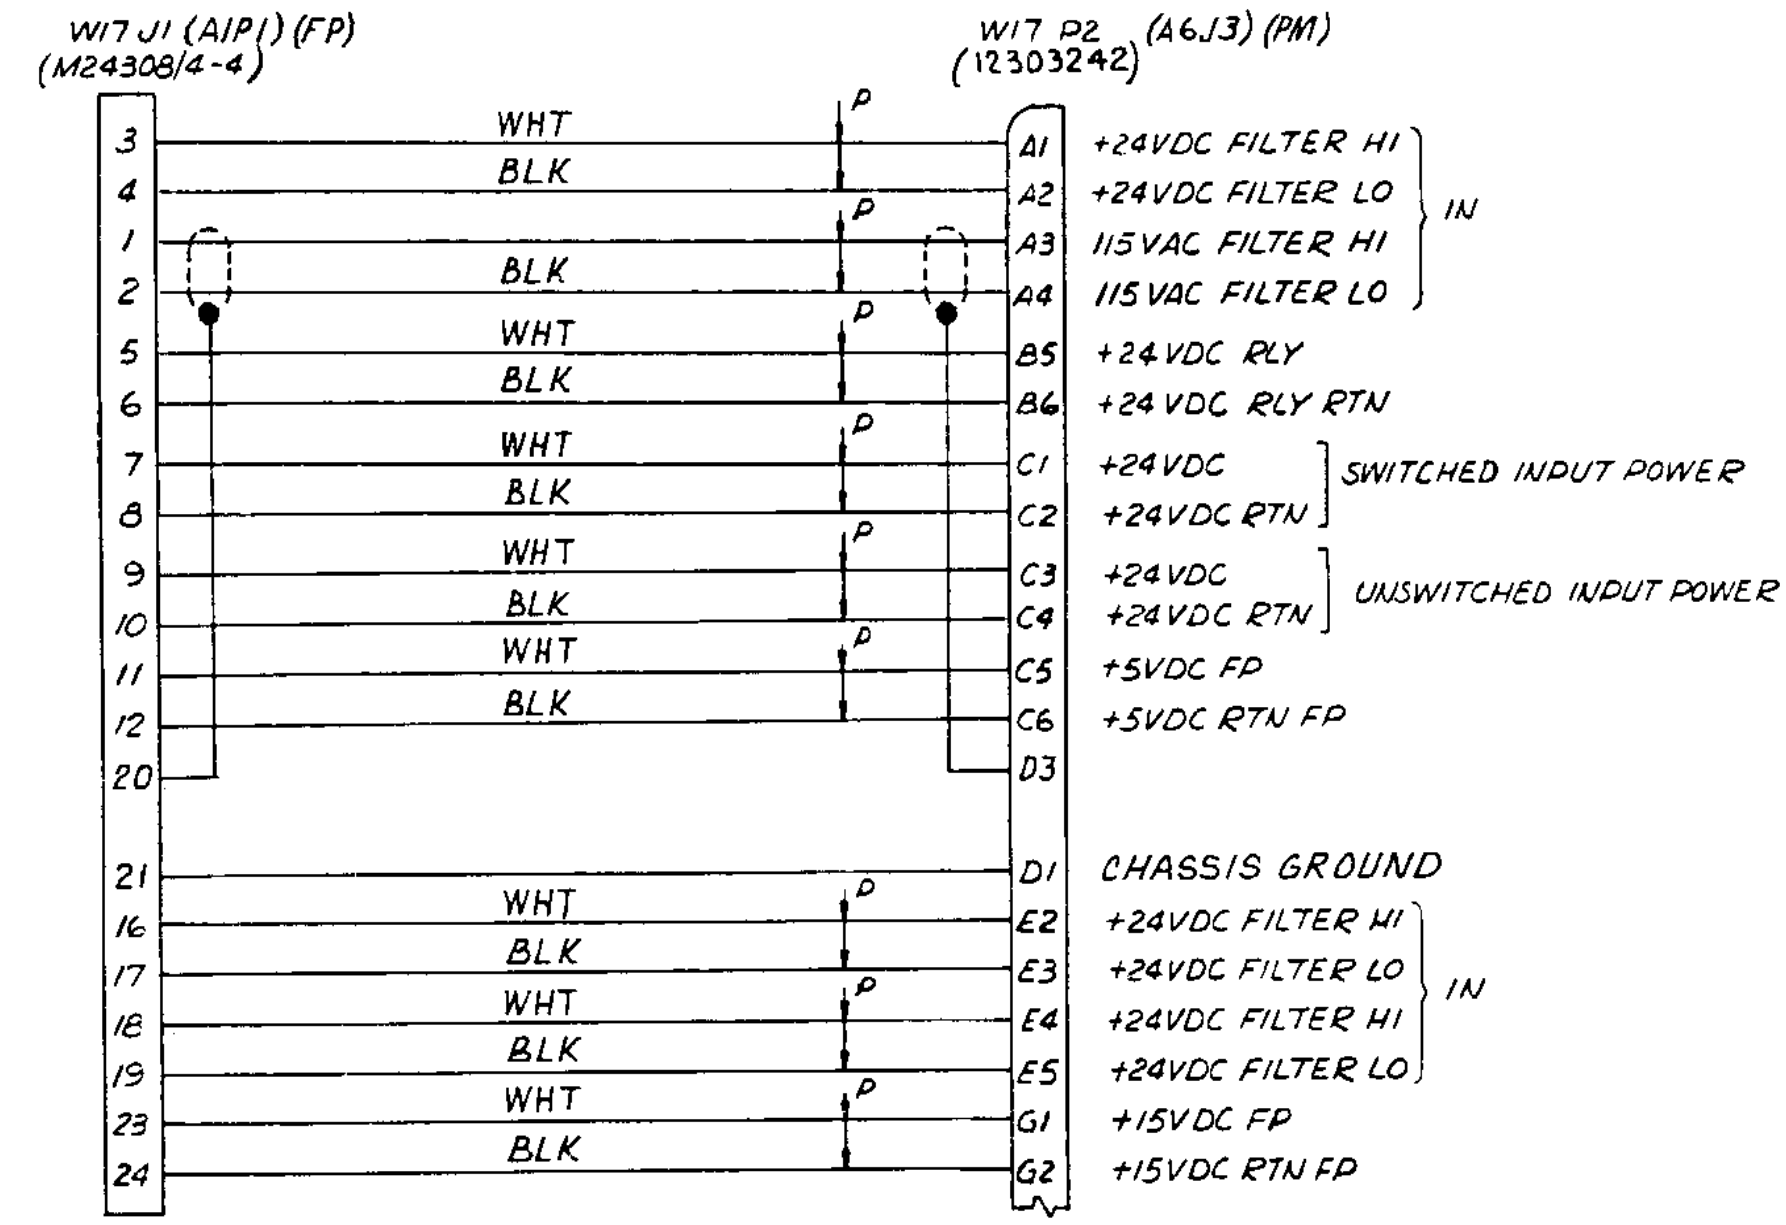 W17 J1 (A1P1) (FP)
(M24308/4-4)
W17 P2 (A6J3) (PM)
(12303242)
3 WHT P A1 +24VDC FILTER HI
4 BLK A2 +24VDC FILTER LO
IN
1 P A3 115VAC FILTER HI
2 BLK A4 115VAC FILTER LO
5 WHT P B5 +24VDC RLY
6 BLK B6 +24VDC RLY RTN
7 WHT P C1 +24VDC
SWITCHED INPUT POWER
8 BLK C2 +24VDC RTN
9 WHT P C3 +24VDC
UNSWITCHED INPUT POWER
10 BLK C4 +24VDC RTN
11 WHT P C5 +5VDC FP
12 BLK C6 +5VDC RTN FP
20 D3
21 D1 CHASSIS GROUND
16 WHT P E2 +24VDC FILTER HI
17 BLK E3 +24VDC FILTER LO
IN
18 WHT P E4 +24VDC FILTER HI
19 BLK E5 +24VDC FILTER LO
23 WHT P G1 +15VDC FP
24 BLK G2 +15VDC RTN FP